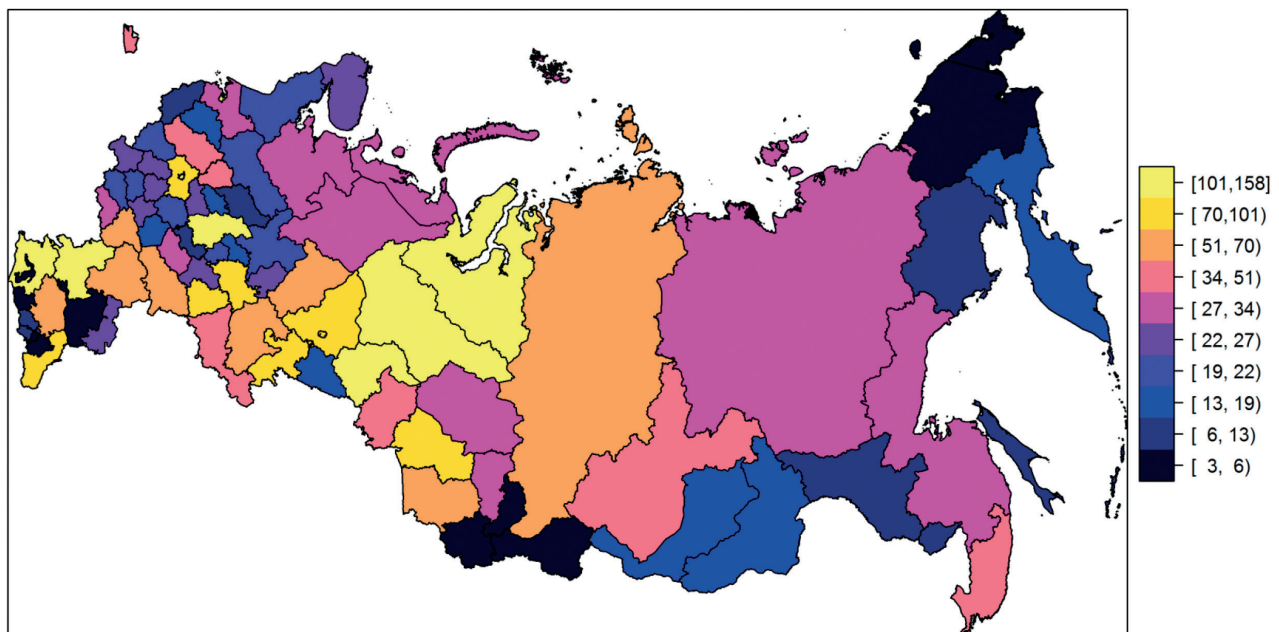 [101,158]
[ 70,101)
[ 51, 70)
[ 34, 51)
[ 27, 34)
[ 22, 27)
[ 19, 22)
[ 13, 19)
[ 6, 13)
[ 3, 6)